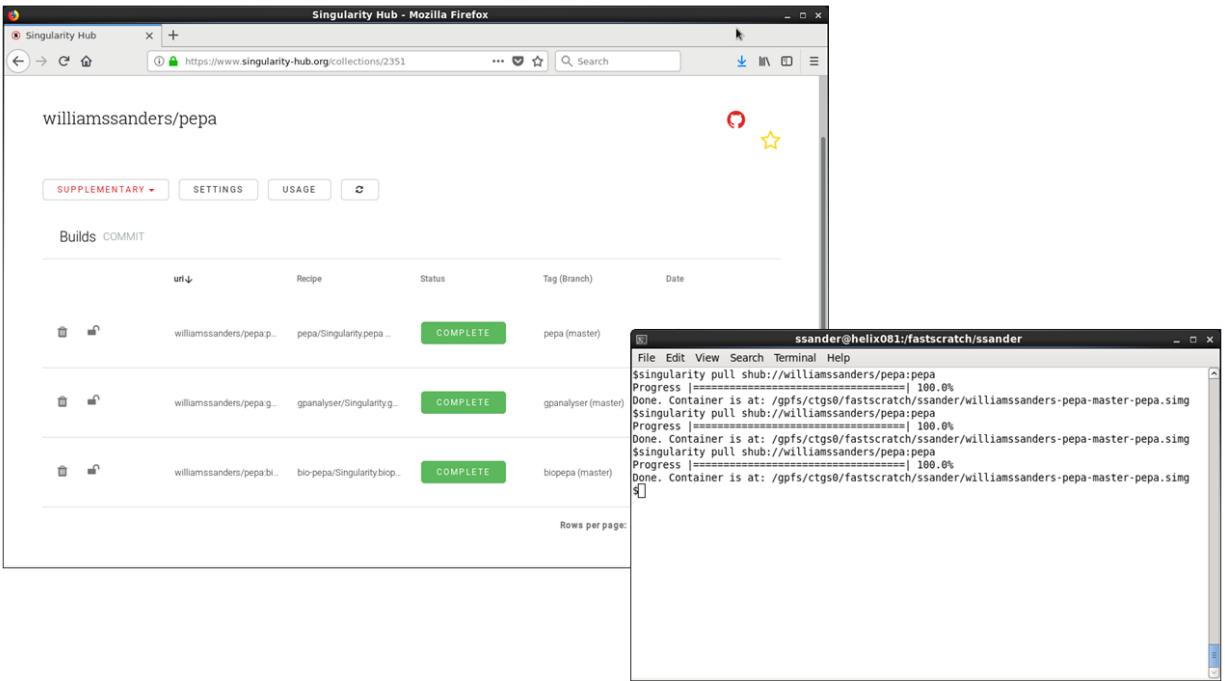 Singularity Hub - Mozilla Firefox
Singularity Hub
https://www.singularity-hub.org/collections/2351
Search
williamssanders/pepa
SUPPLEMENTARY
SETTINGS
USAGE
Builds COMMIT
uri Recipe Status Tag (Branch) Date
williamssanders/pepa:p... pepa/Singularity.pepa ... COMPLETE pepa (master)
williamssanders/pepa:g... gpanalyser/Singularity.g... COMPLETE gpanalyser (master)
williamssanders/pepa:bi... bio-pepa/Singularity.biop... COMPLETE biopepa (master)
Rows per page:
ssander@helix081:/fastscratch/ssander
File Edit View Search Terminal Help
$singularity pull shub://williamssanders/pepa:pepa
Progress |===================================| 100.0%
Done. Container is at: /gpfs/ctgs0/fastscratch/ssander/williamssanders-pepa-master-pepa.simg
$singularity pull shub://williamssanders/pepa:pepa
Progress |===================================| 100.0%
Done. Container is at: /gpfs/ctgs0/fastscratch/ssander/williamssanders-pepa-master-pepa.simg
$singularity pull shub://williamssanders/pepa:pepa
Progress |===================================| 100.0%
Done. Container is at: /gpfs/ctgs0/fastscratch/ssander/williamssanders-pepa-master-pepa.simg
$